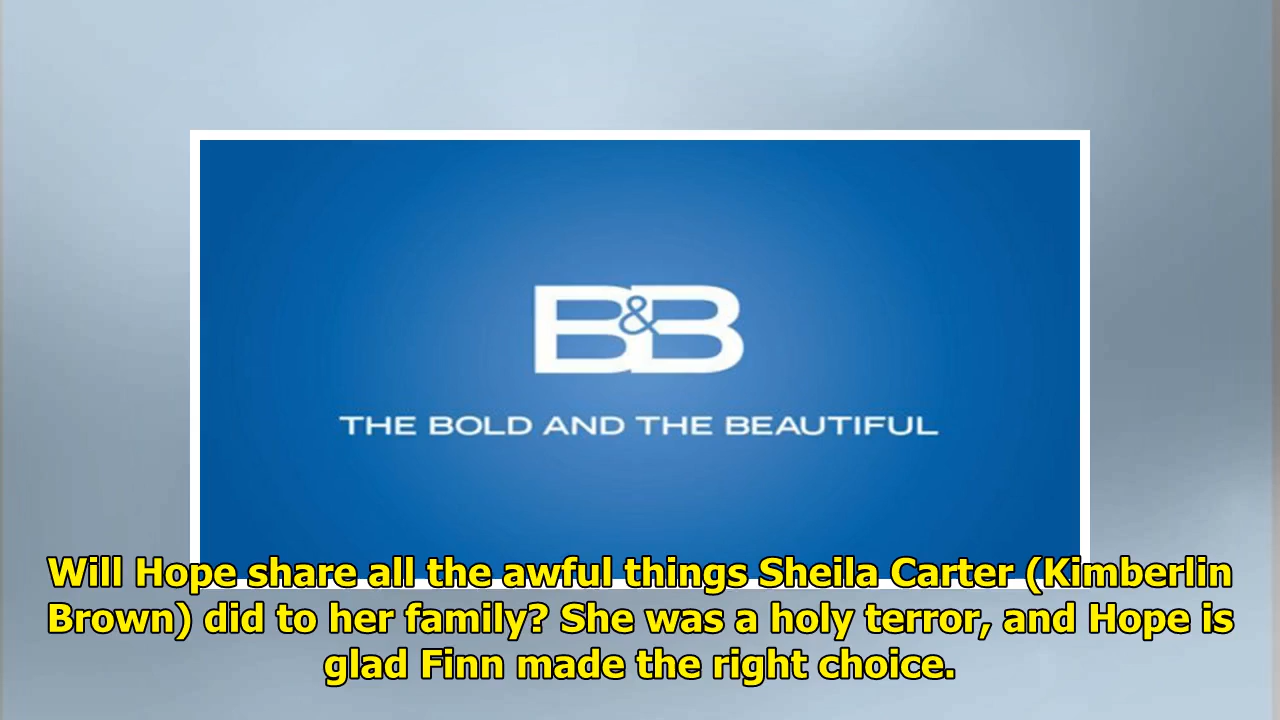 B&B
THE BOLD AND THE BEAUTIFUL
Will Hope share all the awful things Sheila Carter (Kimberlin
Brown) did to her family? She was a holy terror, and Hope is
glad Finn made the right choice.